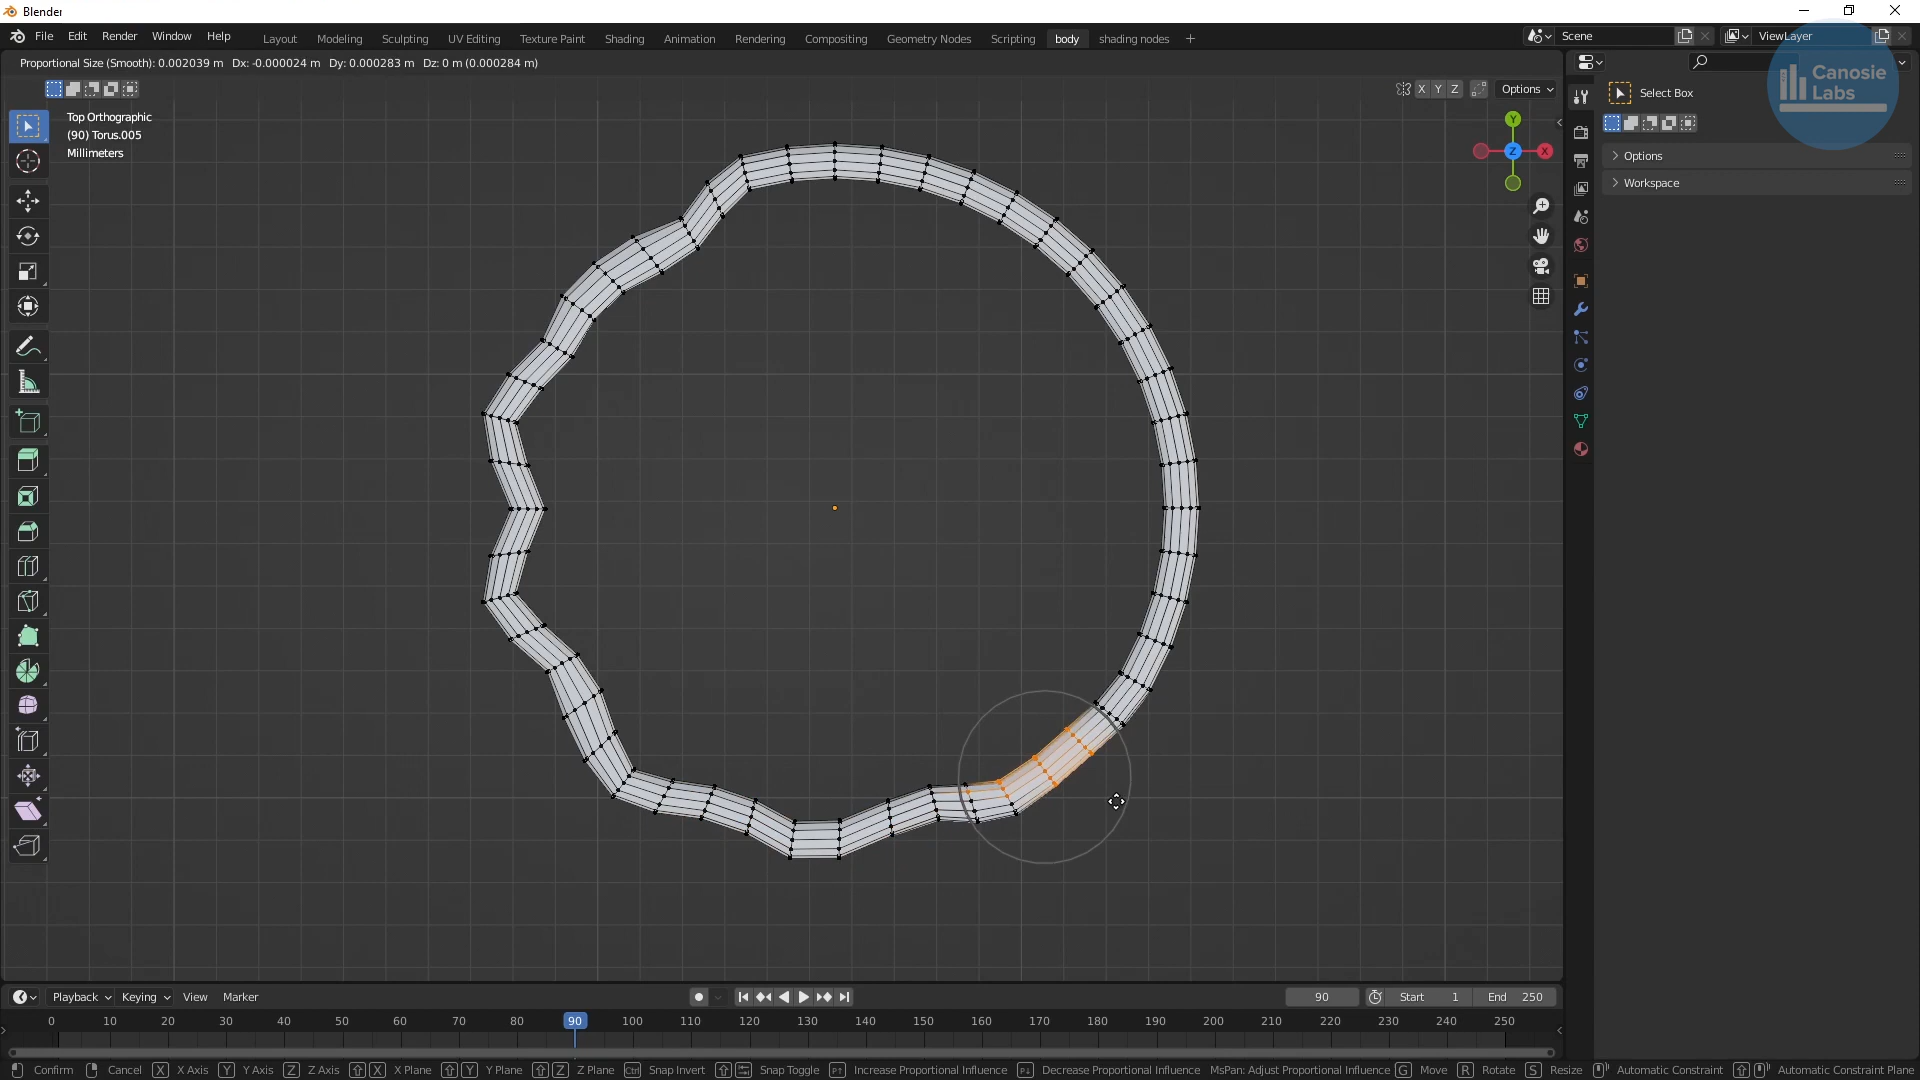 Blender
File Edit Render Window Help
Layout Modeling Sculpting UV Editing Texture Paint Shading Animation Rendering Compositing Geometry Nodes Scripting body shading nodes +
Scene ViewLayer
Proportional Size (Smooth): 0.002039 m Dx: -0.000024 m Dy: 0.000283 m Dz: 0 m (0.000284 m)
X Y Z Options
Top Orthographic
(90) Torus.005
Millimeters
Y
Z X
Canosie
Labs
Select Box
Options
Workspace
Playback Keying View Marker
90 Start 1 End 250
0 10 20 30 40 50 60 70 80 90 100 110 120 130 140 150 160 170 180 190 200 210 220 230 240 250
Confirm Cancel X X Axis Y Y Axis Z Z Axis X X Plane Y Y Plane Z Z Plane Ctrl Snap Invert Snap Toggle P↑ Increase Proportional Influence P↓ Decrease Proportional Influence MsPan: Adjust Proportional Influence G Move R Rotate S Resize Automatic Constraint Automatic Constraint Plane